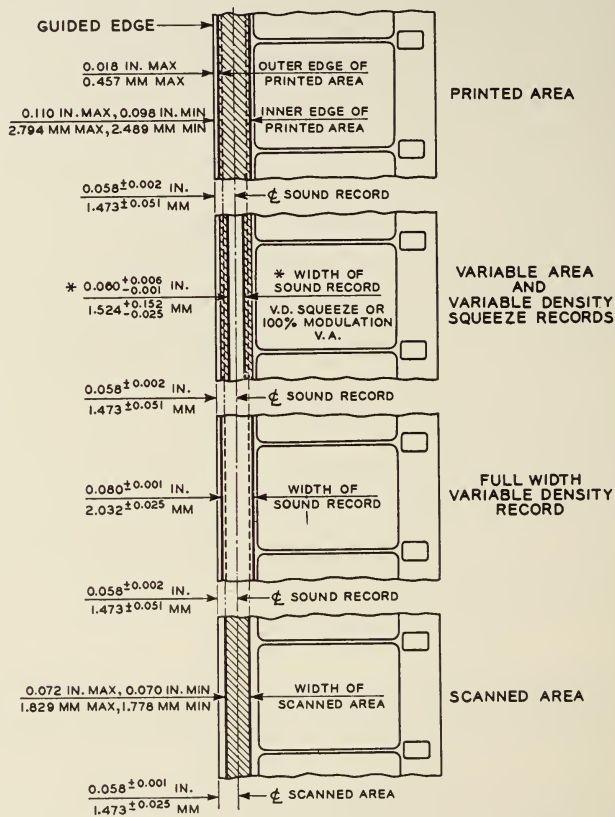 GUIDED EDGE
0.018 IN. MAX
0.457 MM MAX
OUTER EDGE OF
PRINTED AREA
0.110 IN. MAX, 0.098 IN. MIN
2.794 MM MAX, 2.489 MM MIN
INNER EDGE OF
PRINTED AREA
PRINTED AREA
0.058±0.002 IN.
1.473±0.051 MM
℄ SOUND RECORD
* 0.060+0.006 -0.001 IN.
1.524+0.152 -0.025 MM
* WIDTH OF
SOUND RECORD
V.D. SQUEEZE OR
100% MODULATION
V.A.
VARIABLE AREA
AND
VARIABLE DENSITY
SQUEEZE RECORDS
0.058±0.002 IN.
1.473±0.051 MM
℄ SOUND RECORD
0.080±0.001 IN.
2.032±0.025 MM
WIDTH OF
SOUND RECORD
FULL WIDTH
VARIABLE DENSITY
RECORD
0.058±0.002 IN.
1.473±0.051 MM
℄ SOUND RECORD
0.072 IN. MAX, 0.070 IN. MIN
1.829 MM MAX, 1.778 MM MIN
WIDTH OF
SCANNED AREA
SCANNED AREA
0.058±0.001 IN.
1.473±0.025 MM
℄ SCANNED AREA